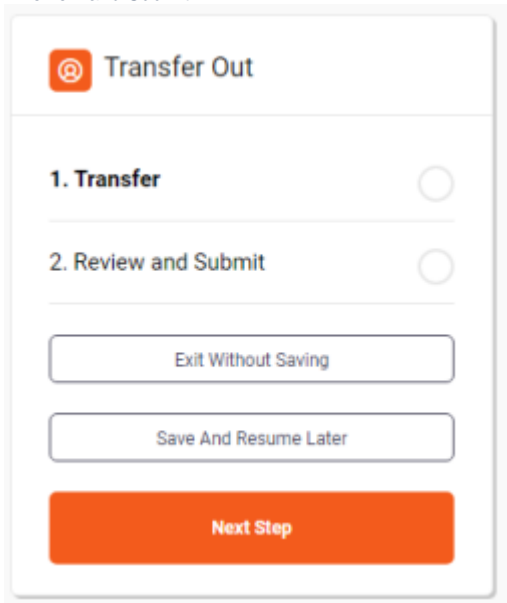 Transfer Out
1. Transfer
2. Review and Submit
Exit Without Saving
Save And Resume Later
Next Step